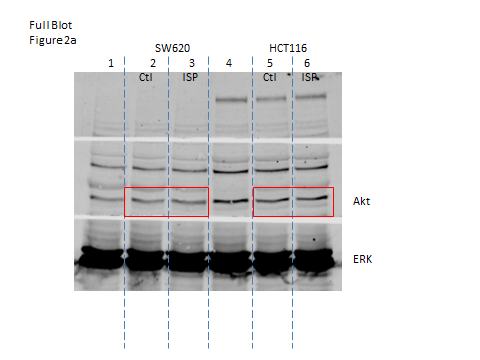 Full Blot
Figure 2a
SW620 HCT116
1 2 3 4 5 6
Ctl ISP Ctl ISP
Akt
ERK